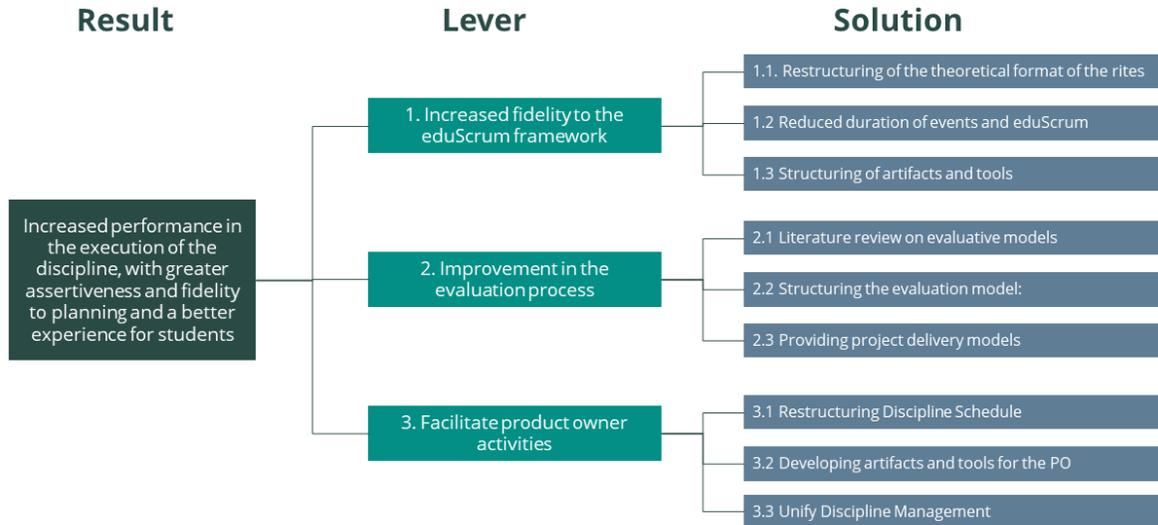 Result
Lever
Solution
Increased performance in
the execution of the
discipline, with greater
assertiveness and fidelity
to planning and a better
experience for students
1. Increased fidelity to the
eduScrum framework
1.1. Restructuring of the theoretical format of the rites
1.2 Reduced duration of events and eduScrum
1.3 Structuring of artifacts and tools
2. Improvement in the
evaluation process
2.1 Literature review on evaluative models
2.2 Structuring the evaluation model:
2.3 Providing project delivery models
3. Facilitate product owner
activities
3.1 Restructuring Discipline Schedule
3.2 Developing artifacts and tools for the PO
3.3 Unify Discipline Management